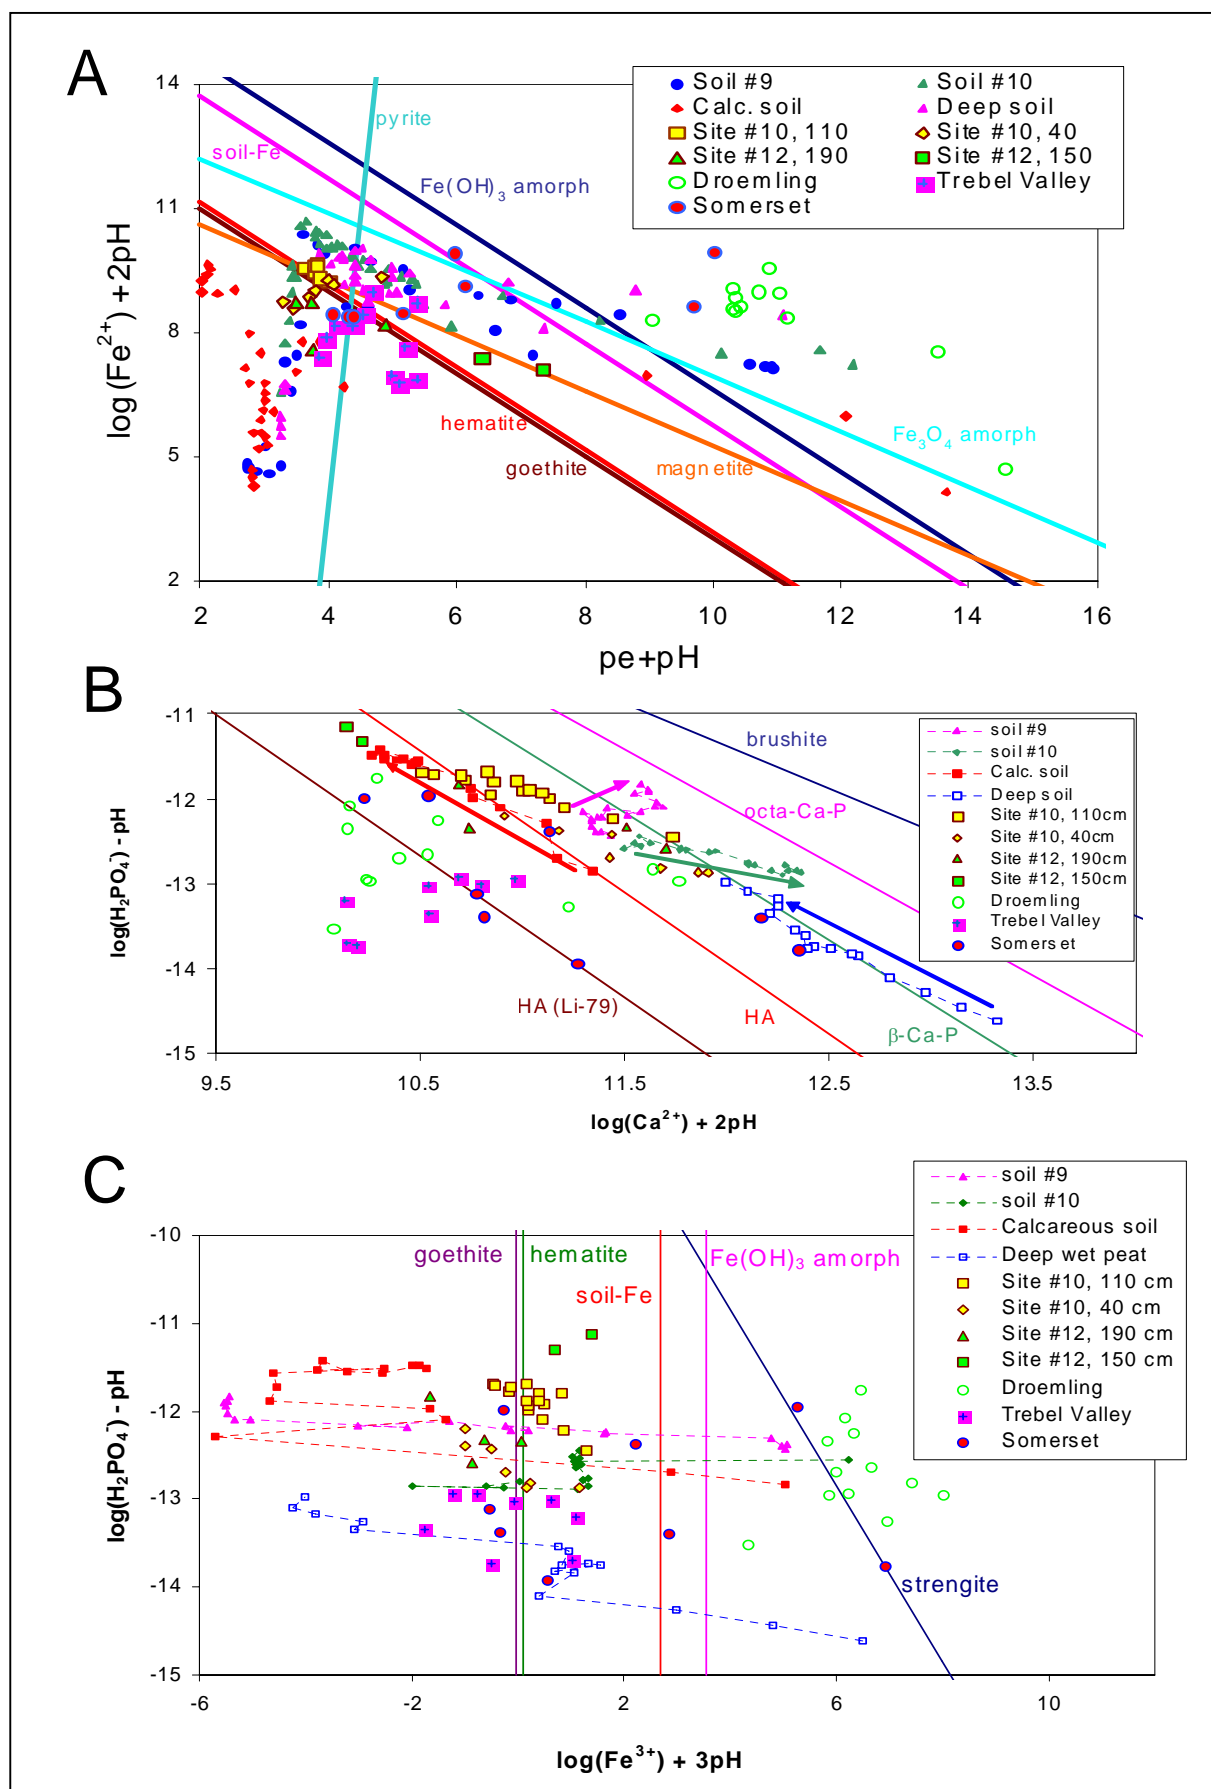 A
14
11
8
5
2
log(Fe²⁺) +2pH
2 4 6 8 10 12 14 16
pe+pH
pyrite
soil-Fe
Fe(OH)₃ amorph
hematite
goethite
magnetite
Fe₃O₄ amorph
Soil #9
Soil #10
Calc. soil
Deep soil
Site #10, 110
Site #10, 40
Site #12, 190
Site #12, 150
Droemling
Trebel Valley
Somerset
B
-11
-12
-13
-14
-15
log(H₂PO₄⁻) - pH
9.5 10.5 11.5 12.5 13.5
log(Ca²⁺) + 2pH
brushite
octa-Ca-P
HA (Li-79)
HA
β-Ca-P
soil #9
soil #10
Calc. soil
Deep soil
Site #10, 110cm
Site #10, 40cm
Site #12, 190cm
Site #12, 150cm
Droemling
Trebel Valley
Somerset
C
-10
-11
-12
-13
-14
-15
log(H₂PO₄⁻) - pH
-6 -2 2 6 10
log(Fe³⁺) + 3pH
goethite
hematite
soil-Fe
Fe(OH)₃ amorph
strengite
soil #9
soil #10
Calcareous soil
Deep wet peat
Site #10, 110 cm
Site #10, 40 cm
Site #12, 190 cm
Site #12, 150 cm
Droemling
Trebel Valley
Somerset